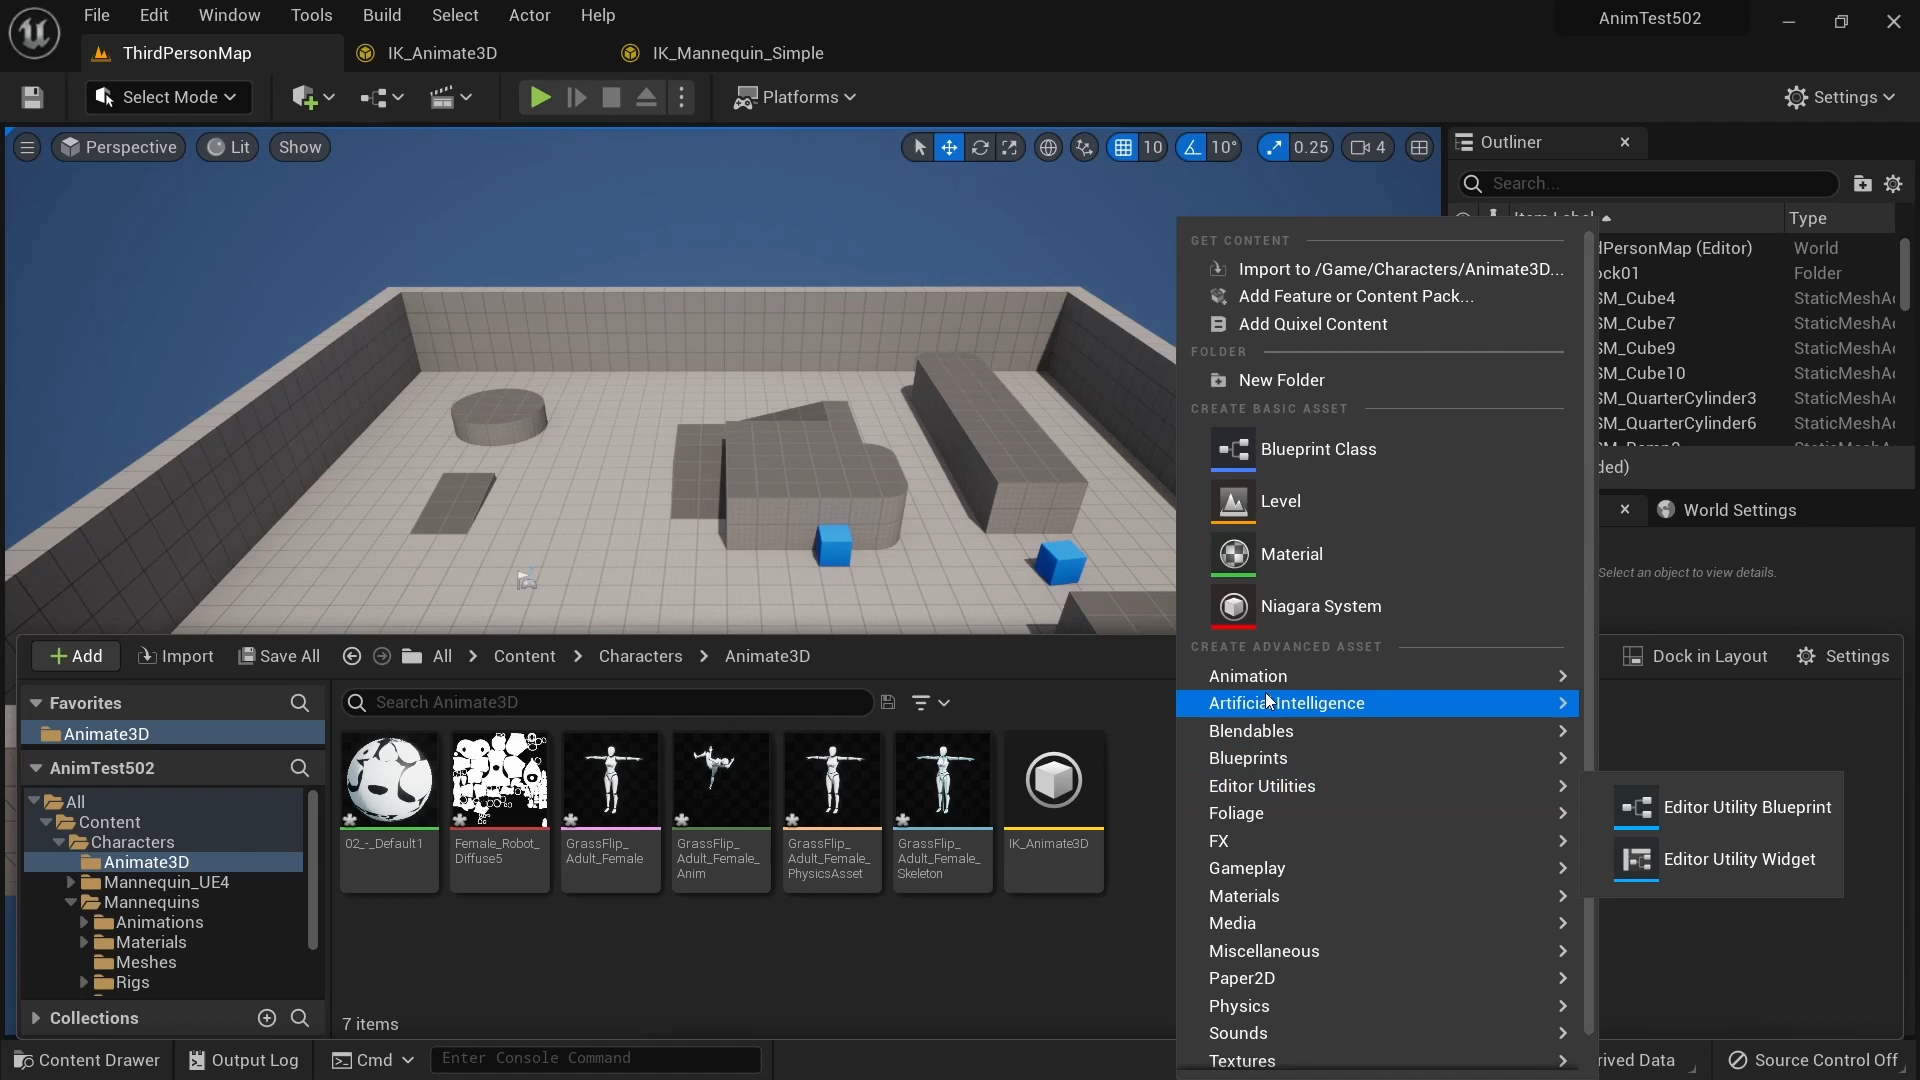 File Edit Window Tools Build Select Actor Help
AnimTest502
ThirdPersonMap
IK_Animate3D
IK_Mannequin_Simple
Select Mode
Platforms
Settings
Perspective
Lit
Show
10
10°
0.25
4
Outliner
Search...
Type
dPersonMap (Editor) World
ock01 Folder
SM_Cube4 StaticMeshA
SM_Cube7 StaticMeshA
SM_Cube9 StaticMeshA
SM_Cube10 StaticMeshA
SM_QuarterCylinder3 StaticMeshA
SM_QuarterCylinder6 StaticMeshA
ded)
World Settings
Select an object to view details.
GET CONTENT
Import to /Game/Characters/Animate3D...
Add Feature or Content Pack...
Add Quixel Content
FOLDER
New Folder
CREATE BASIC ASSET
Blueprint Class
Level
Material
Niagara System
CREATE ADVANCED ASSET
Animation
Artificial Intelligence
Blendables
Blueprints
Editor Utilities
Foliage
FX
Gameplay
Materials
Media
Miscellaneous
Paper2D
Physics
Sounds
Textures
Editor Utility Blueprint
Editor Utility Widget
Add
Import
Save All
All
Content
Characters
Animate3D
Dock in Layout
Settings
Favorites
Animate3D
AnimTest502
All
Content
Characters
Animate3D
Mannequin_UE4
Mannequins
Animations
Materials
Meshes
Rigs
Collections
Search Animate3D
02_-_Default1
Female_Robot_
Diffuse5
GrassFlip_
Adult_Female
GrassFlip_
Adult_Female_
Anim
GrassFlip_
Adult_Female_
PhysicsAsset
GrassFlip_
Adult_Female_
Skeleton
IK_Animate3D
7 items
Content Drawer
Output Log
Cmd
Enter Console Command
rived Data
Source Control Off